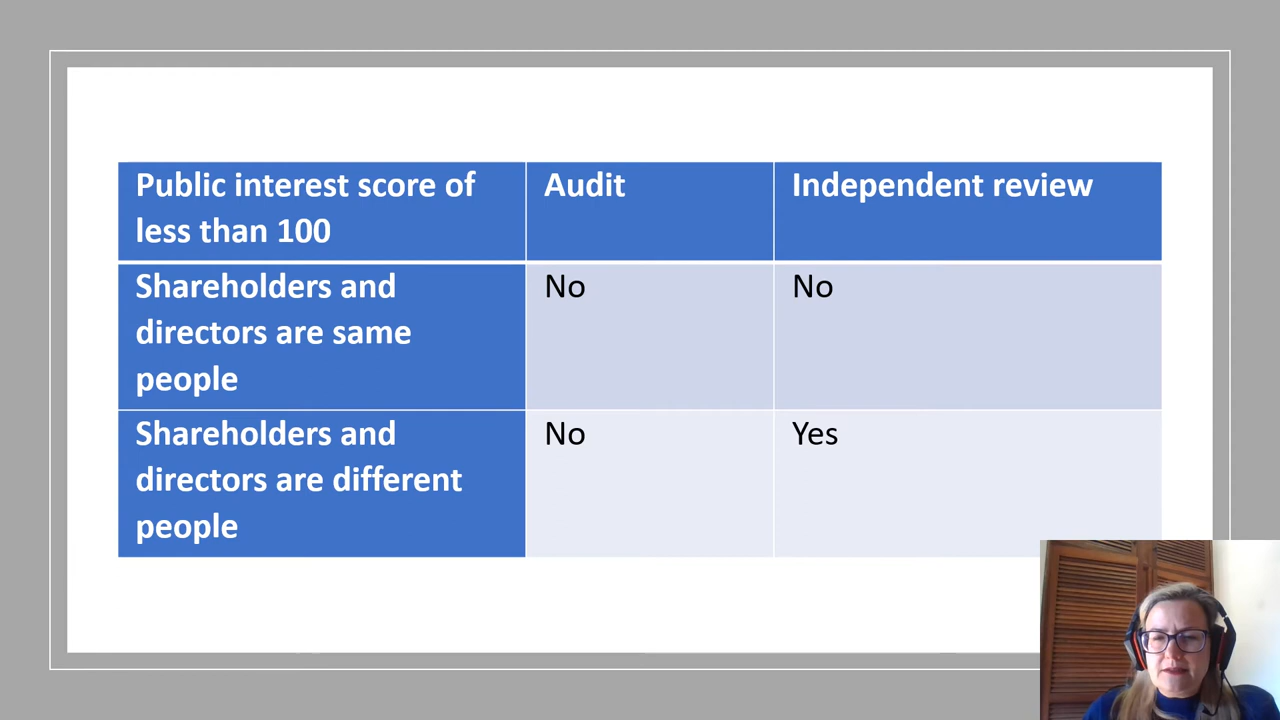 Public interest score of
less than 100
Audit
Independent review
Shareholders and
directors are same
people
No
No
Shareholders and
directors are different
people
No
Yes